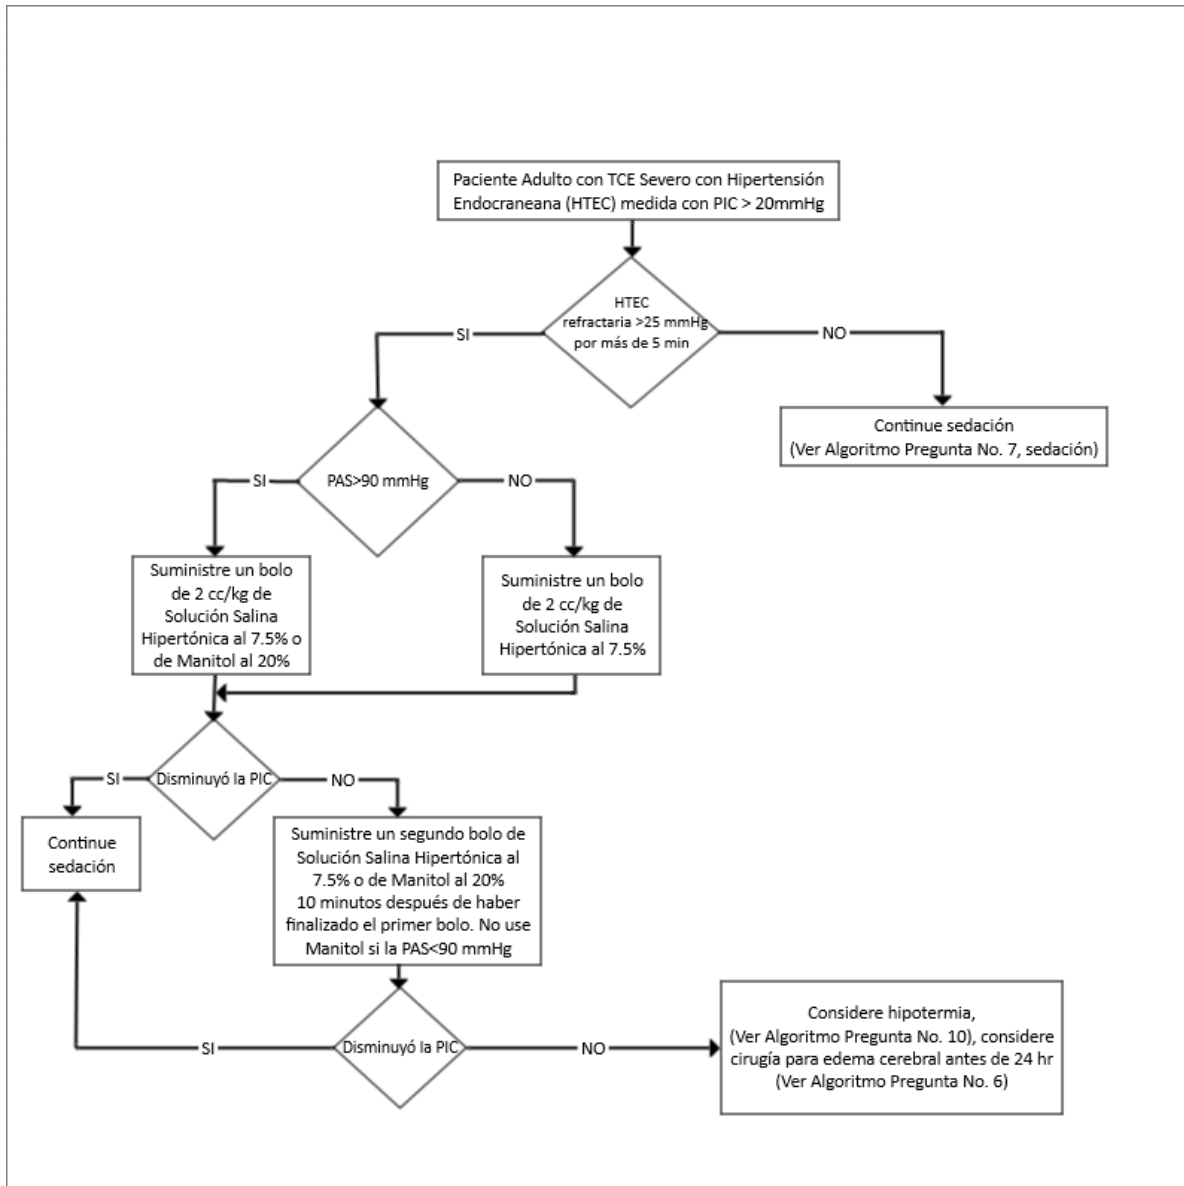 Paciente Adulto con TCE Severo con Hipertensión
Endocraneana (HTEC) medida con PIC > 20mmHg
HTEC
refractaria >25 mmHg
por más de 5 min
SI
NO
Continue sedación
(Ver Algoritmo Pregunta No. 7, sedación)
PAS>90 mmHg
SI
NO
Suministre un bolo
de 2 cc/kg de
Solución Salina
Hipertónica al 7.5% o
de Manitol al 20%
Suministre un bolo
de 2 cc/kg de
Solución Salina
Hipertónica al 7.5%
Disminuyó la PIC
SI
NO
Continue
sedación
Suministre un segundo bolo de
Solución Salina Hipertónica al
7.5% o de Manitol al 20%
10 minutos después de haber
finalizado el primer bolo. No use
Manitol si la PAS<90 mmHg
Disminuyó la PIC
SI
NO
Considere hipotermia,
(Ver Algoritmo Pregunta No. 10), considere
cirugía para edema cerebral antes de 24 hr
(Ver Algoritmo Pregunta No. 6)